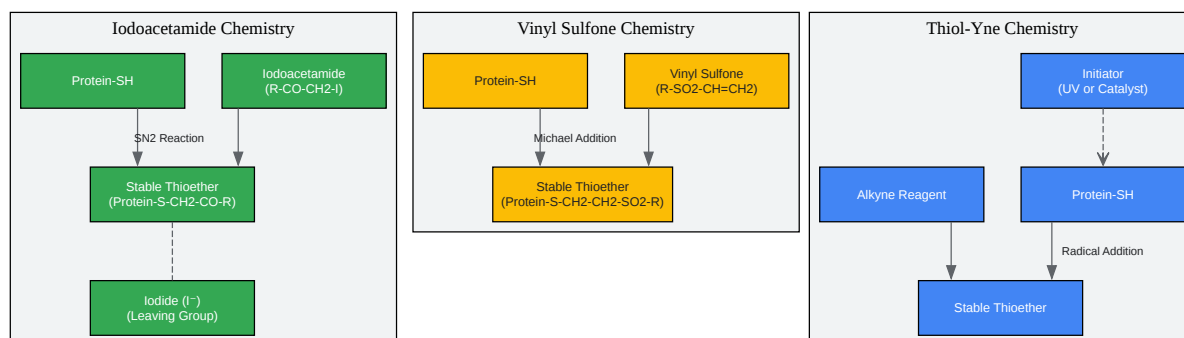 Iodoacetamide Chemistry
Protein-SH
Iodoacetamide
(R-CO-CH2-I)
SN2 Reaction
Stable Thioether
(Protein-S-CH2-CO-R)
Iodide (I⁻)
(Leaving Group)
Vinyl Sulfone Chemistry
Protein-SH
Vinyl Sulfone
(R-SO2-CH=CH2)
Michael Addition
Stable Thioether
(Protein-S-CH2-CH2-SO2-R)
Thiol-Yne Chemistry
Initiator
(UV or Catalyst)
Alkyne Reagent
Protein-SH
Radical Addition
Stable Thioether